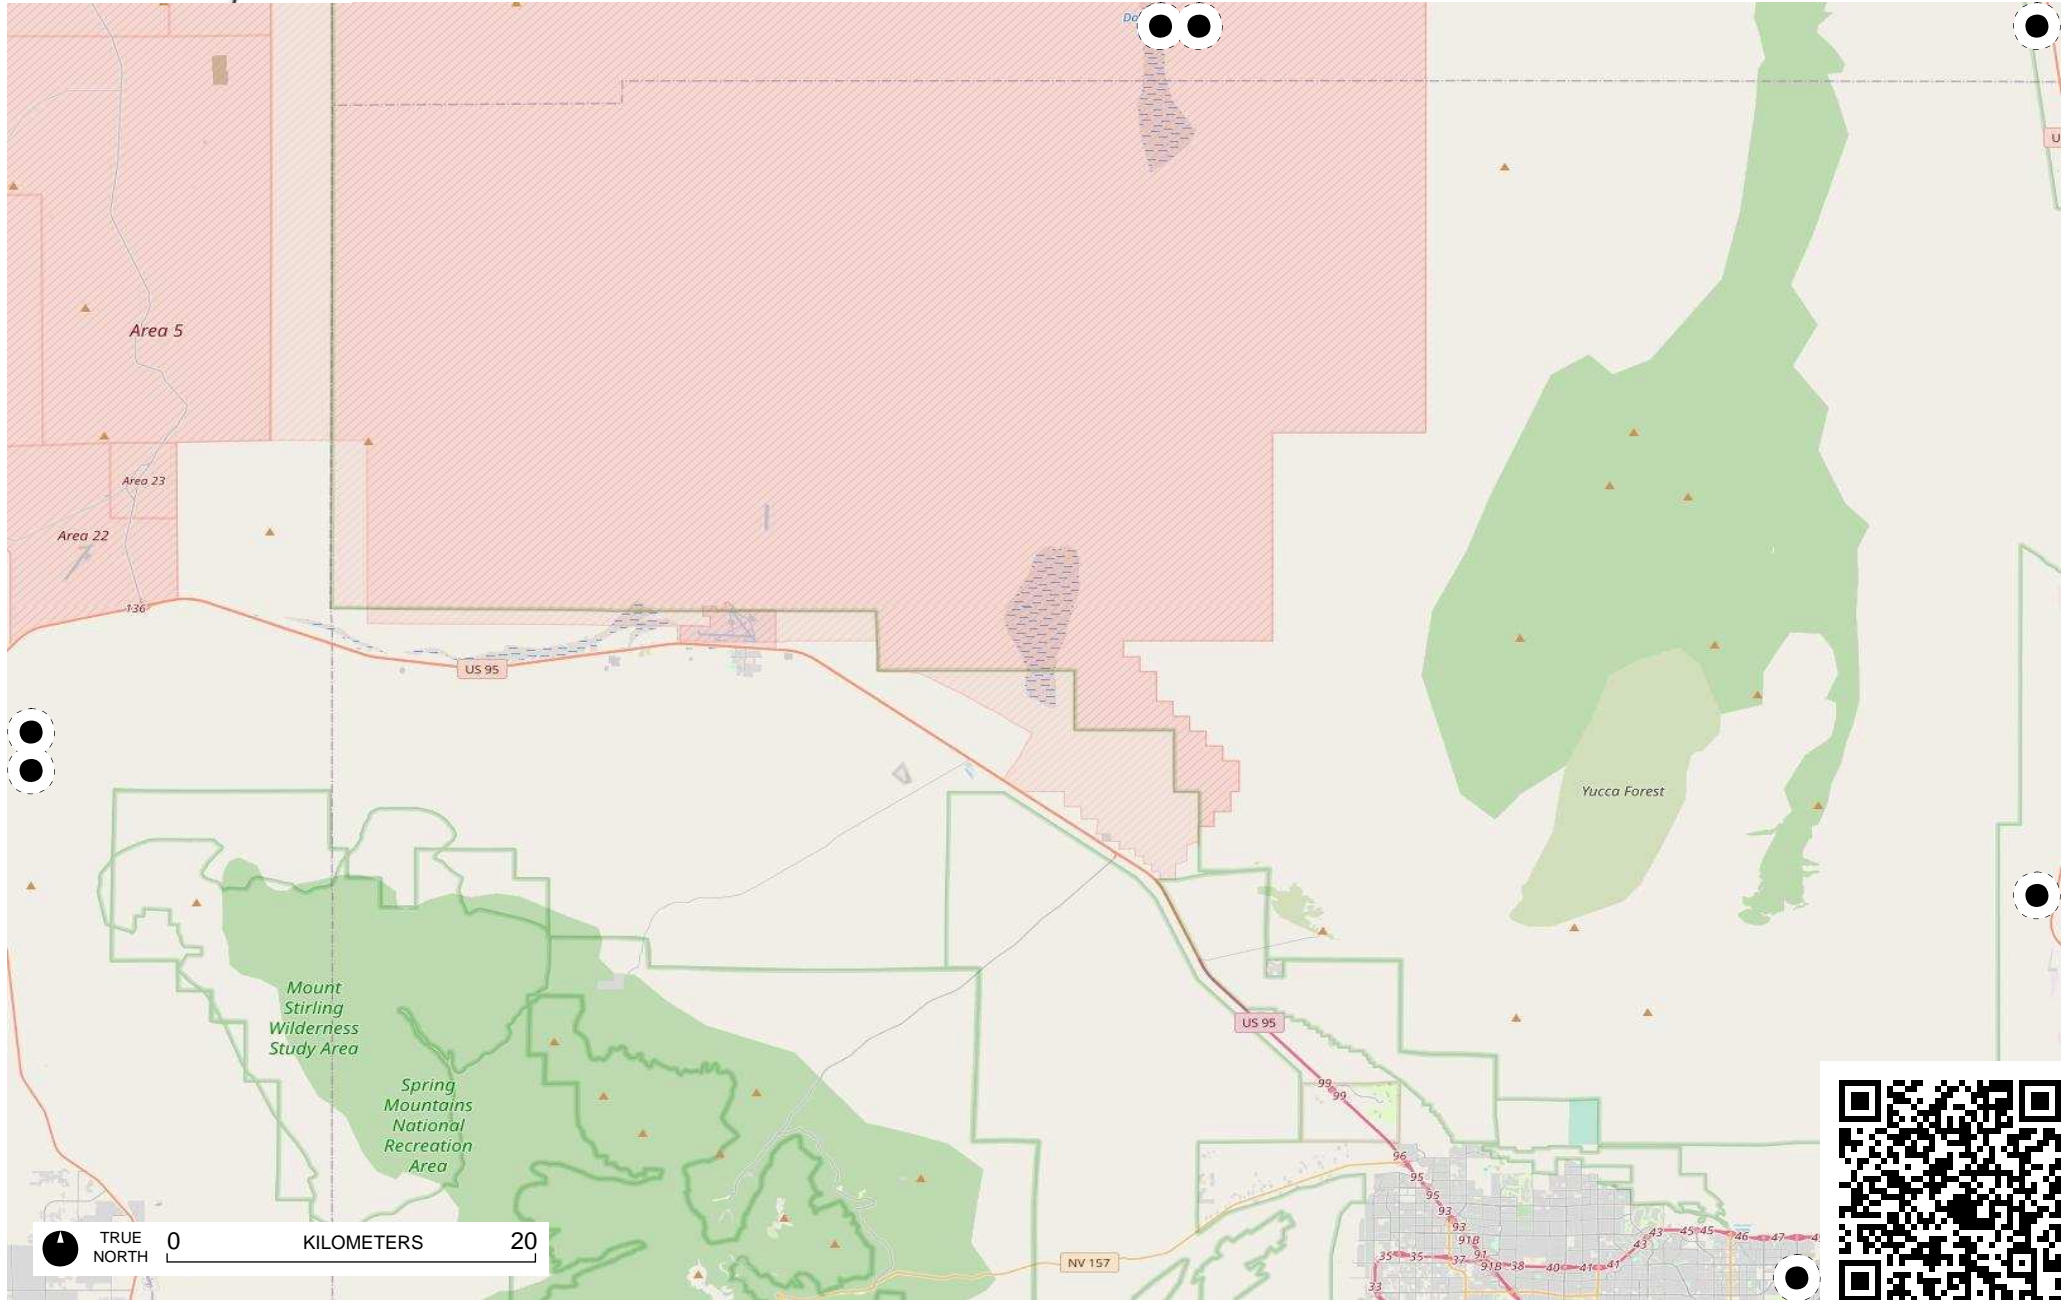 Do
U
Area 5
Area 23
Area 22
136
US 95
Yucca Forest
Mount
Stirling
Wilderness
Study Area
US 95
Spring
Mountains
National
Recreation
Area
99
99
96
95
95
93
93
91B
91
91B
35
35
37
38
40
41
41
43
43
45
45
46
47
33
NV 157
TRUE
NORTH
0
KILOMETERS
20